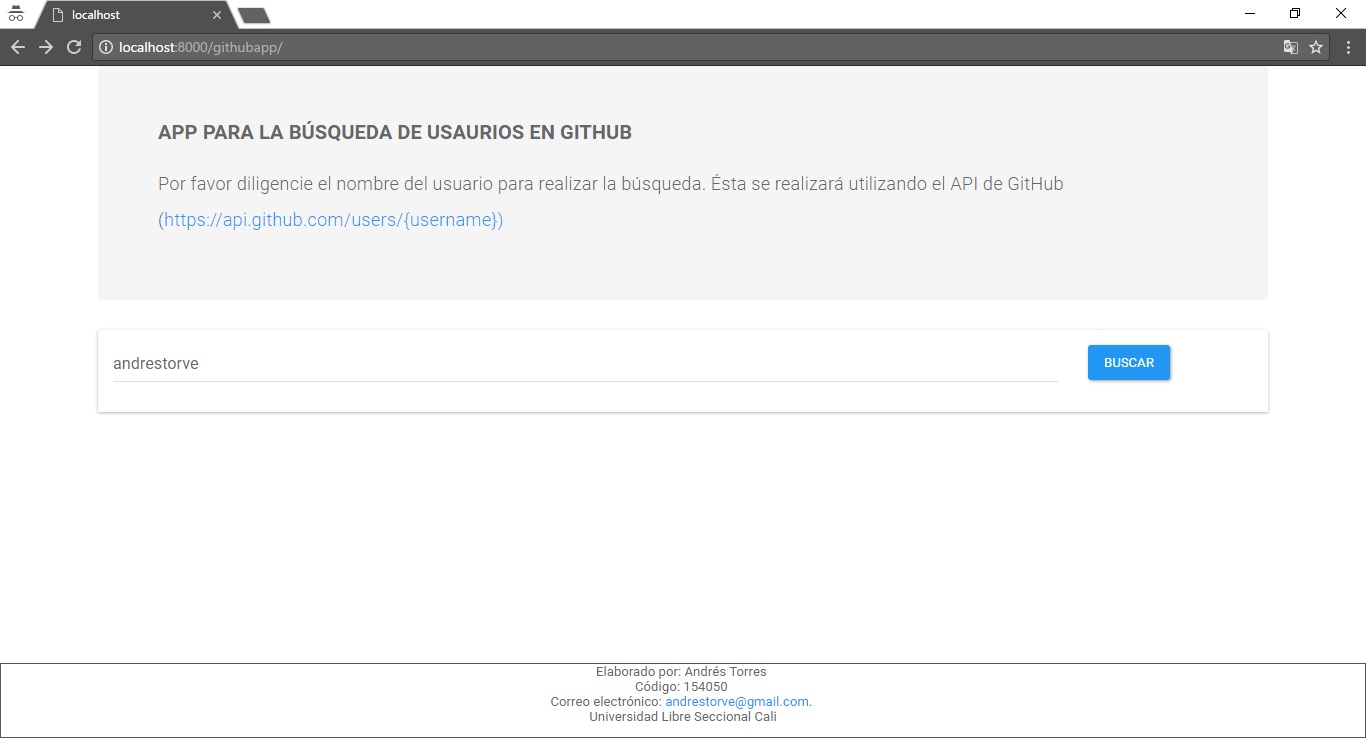 localhost
localhost:8000/githubapp/
APP PARA LA BÚSQUEDA DE USAURIOS EN GITHUB
Por favor diligencie el nombre del usuario para realizar la búsqueda. Ésta se realizará utilizando el API de GitHub
(https://api.github.com/users/{username})
andrestorve
BUSCAR
Elaborado por: Andrés Torres
Código: 154050
Correo electrónico: andrestorve@gmail.com.
Universidad Libre Seccional Cali